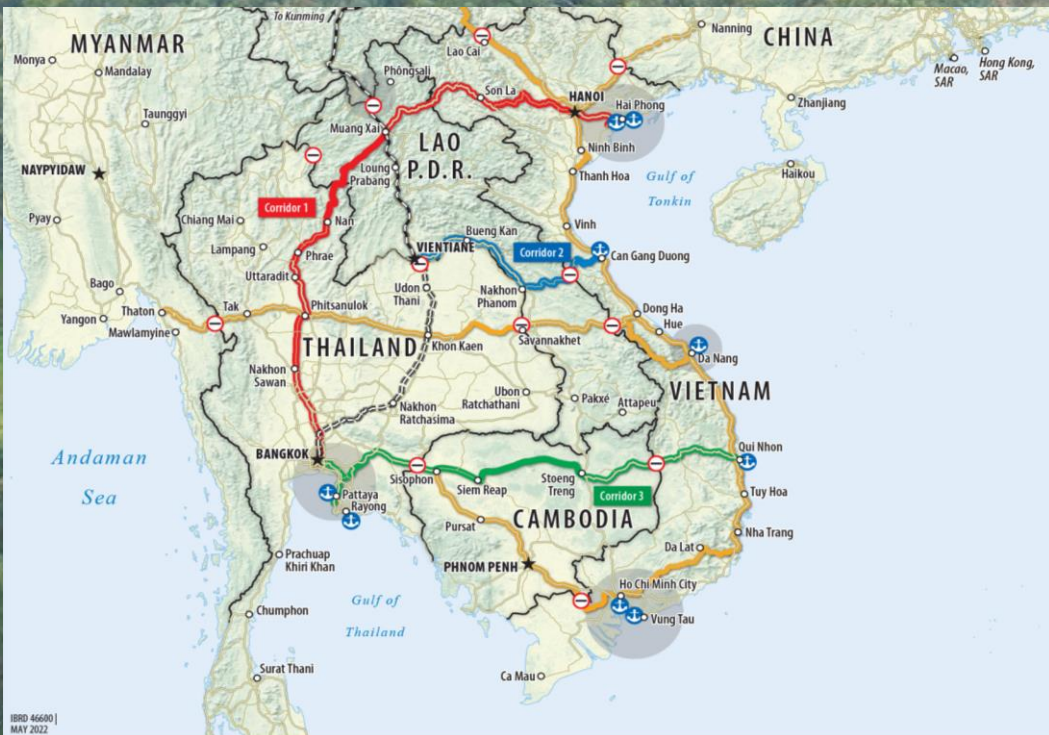 To Kunming
MYANMAR
Monya
Mandalay
Taunggyi
NAYPYIDAW
Pyay
Bago
Yangon
Thaton
Mawlamyine
CHINA
Nanning
Macao,
SAR
Hong Kong,
SAR
Zhanjiang
Haikou
Lao Cai
Phôngsali
Son La
HANOI
Hai Phong
Muang Xai
LAO
P.D.R.
Ninh Binh
Thanh Hoa
Gulf of
Tonkin
Loung
Prabang
Corridor 1
Nan
Chiang Mai
Lampang
Phrae
Uttaradit
Vinh
Bueng Kan
VIENTIANE
Corridor 2
Can Gang Duong
Udon
Thani
Nakhon
Phanom
Tak
Phitsanulok
Dong Ha
Hue
Da Nang
THAILAND
Khon Kaen
Savannakhet
VIETNAM
Nakhon
Sawan
Ubon
Ratchathani
Pakxé
Attapeu
Nakhon
Ratchasima
BANGKOK
Qui Nhon
Andaman
Sea
Sisophon
Siem Reap
Stoeng
Treng
Corridor 3
Pattaya
Rayong
Tuy Hoa
CAMBODIA
Pursat
Nha Trang
Da Lat
Prachuap
Khiri Khan
PHNOM PENH
Ho Chi Minh City
Vung Tau
Gulf of
Thailand
Chumphon
Surat Thani
Ca Mau
IBRD 46600 |
MAY 2022